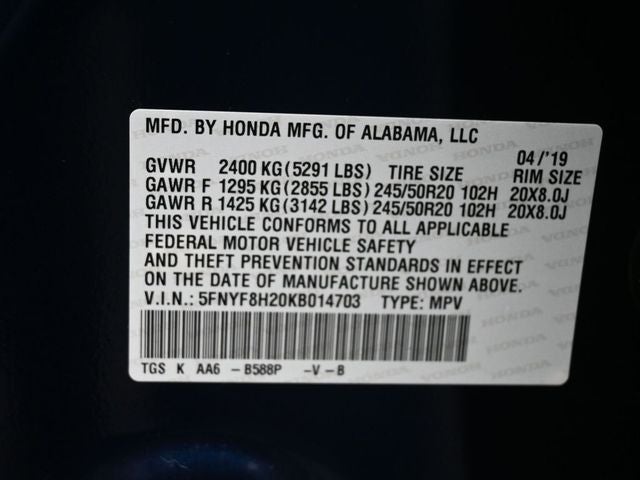 MFD. BY HONDA MFG. OF ALABAMA, LLC
04/'19
GVWR 2400 KG(5291 LBS) TIRE SIZE RIM SIZE
GAWR F 1295 KG(2855 LBS) 245/50R20 102H 20X8.0J
GAWR R 1425 KG(3142 LBS) 245/50R20 102H 20X8.0J
THIS VEHICLE CONFORMS TO ALL APPLICABLE
FEDERAL MOTOR VEHICLE SAFETY
AND THEFT PREVENTION STANDARDS IN EFFECT
ON THE DATE OF MANUFACTURE SHOWN ABOVE.
V.I.N.: 5FNYF8H20KB014703 TYPE: MPV
TGS K AA6 -B588P -V-B